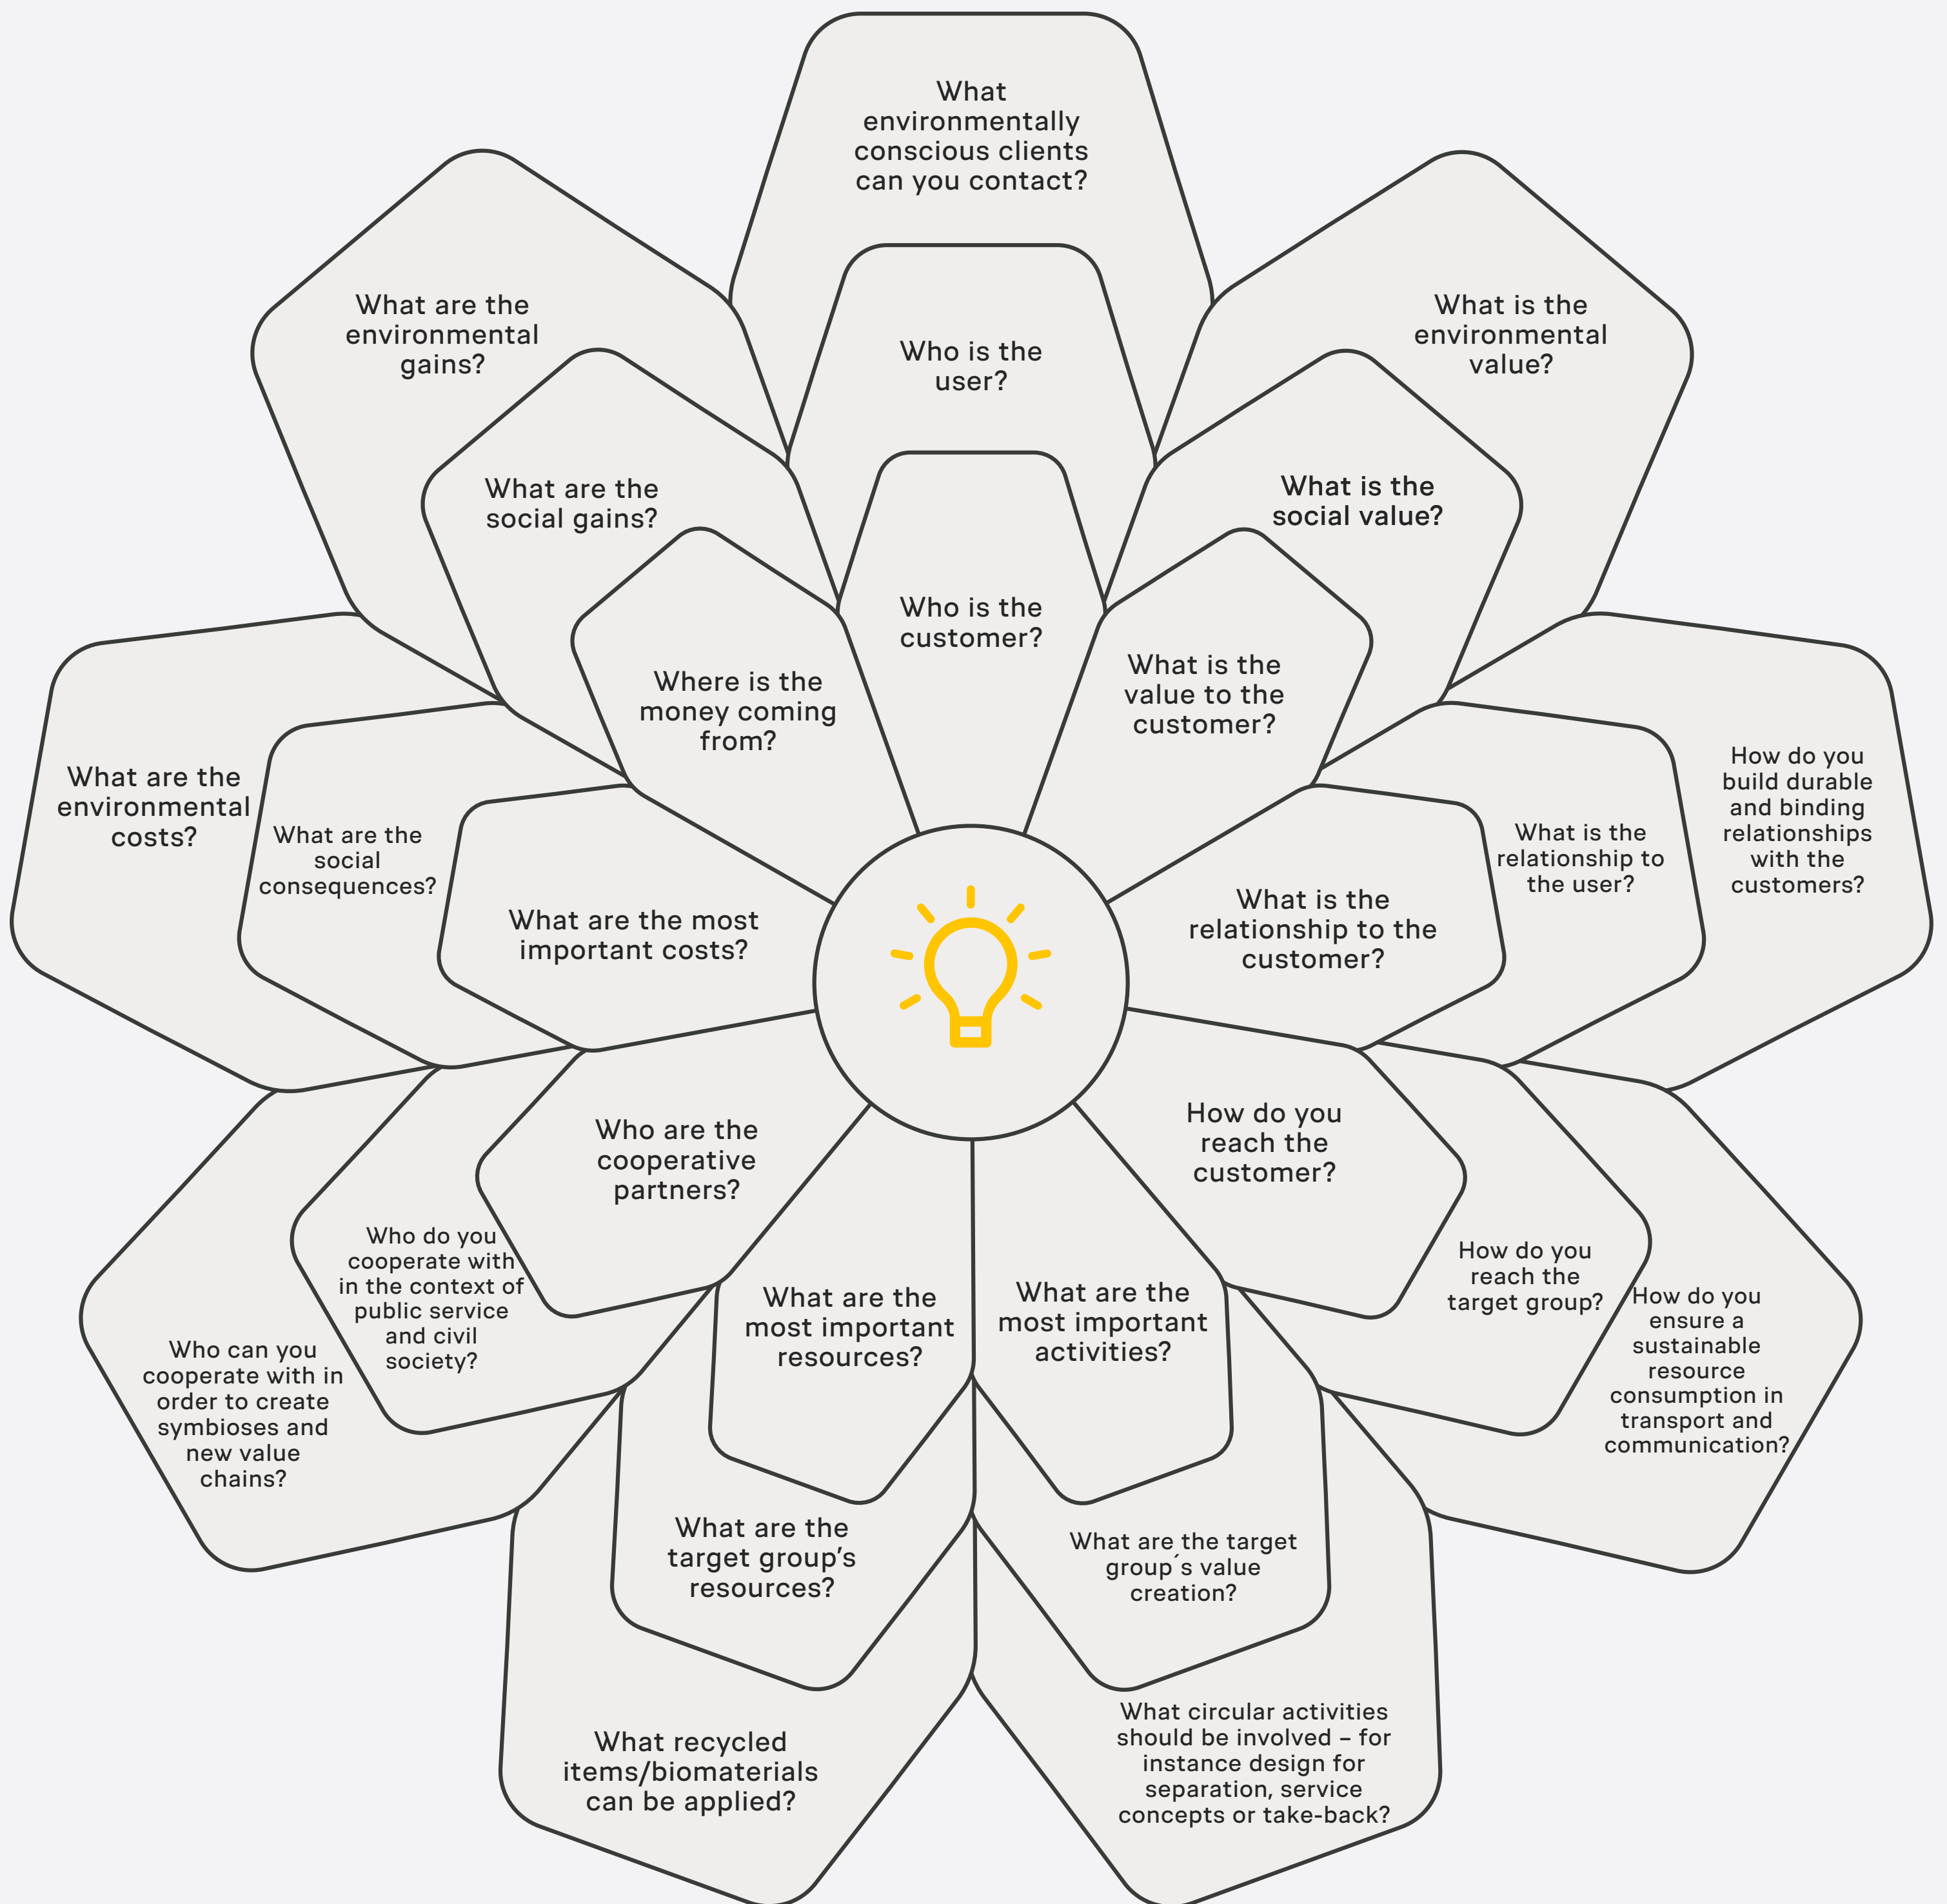 What
environmentally
conscious clients
can you contact?
Who is the
user?
Who is the
customer?
What is the
environmental
value?
What is the
social value?
What is the
value to the
customer?
How do you
build durable
and binding
relationships
with the
customers?
What is the
relationship to
the user?
What is the
relationship to the
customer?
How do you
reach the
customer?
How do you
reach the
target group?
How do you
ensure a
sustainable
resource
consumption in
transport and
communication?
What are the
most important
activities?
What are the target
group´s value
creation?
What circular activities
should be involved – for
instance design for
separation, service
concepts or take-back?
What are the
most important
resources?
What are the
target group’s
resources?
What recycled
items/biomaterials
can be applied?
Who are the
cooperative
partners?
Who do you
cooperate with
in the context of
public service
and civil
society?
Who can you
cooperate with in
order to create
symbioses and
new value
chains?
What are the most
important costs?
What are the
social
consequences?
What are the
environmental
costs?
Where is the
money coming
from?
What are the
social gains?
What are the
environmental
gains?